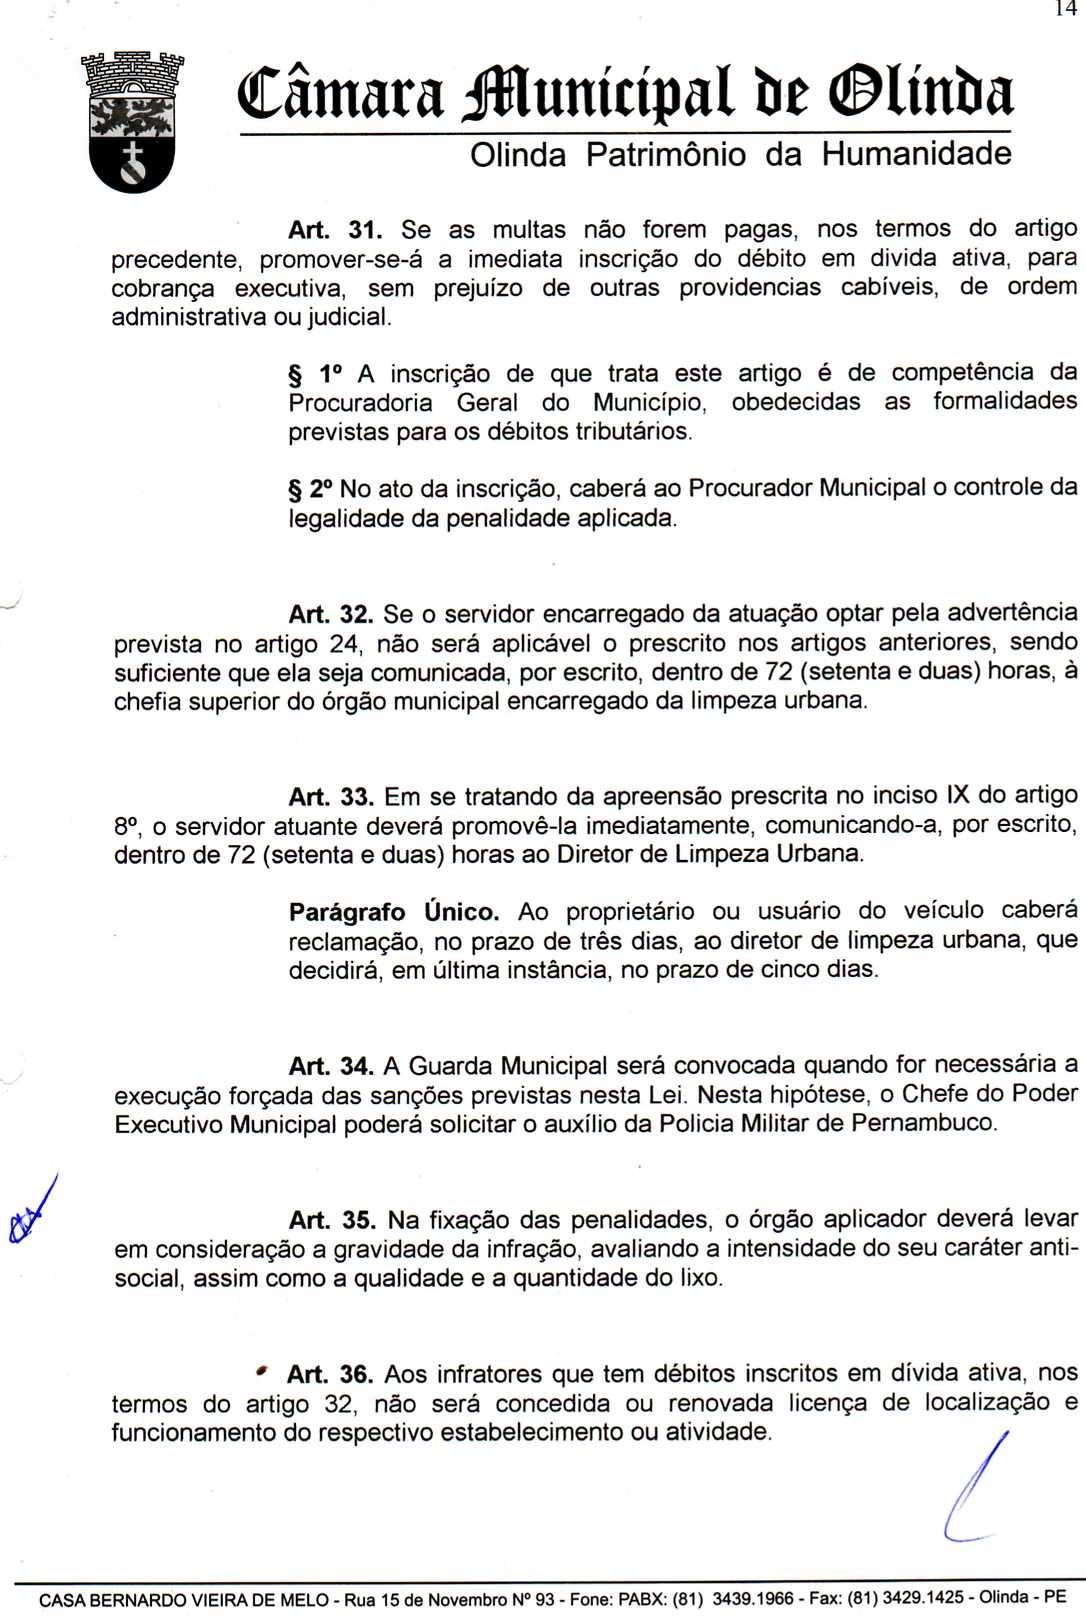 14
Câmara Municipal de Olinda
Olinda Patrimônio da Humanidade
Art. 31. Se as multas não forem pagas, nos termos do artigo
precedente, promover-se-á a imediata inscrição do débito em divida ativa, para
cobrança executiva, sem prejuízo de outras providencias cabíveis, de ordem
administrativa ou judicial.
§ 1º A inscrição de que trata este artigo é de competência da
Procuradoria Geral do Município, obedecidas as formalidades
previstas para os débitos tributários.
§ 2º No ato da inscrição, caberá ao Procurador Municipal o controle da
legalidade da penalidade aplicada.
Art. 32. Se o servidor encarregado da atuação optar pela advertência
prevista no artigo 24, não será aplicável o prescrito nos artigos anteriores, sendo
suficiente que ela seja comunicada, por escrito, dentro de 72 (setenta e duas) horas, à
chefia superior do órgão municipal encarregado da limpeza urbana.
Art. 33. Em se tratando da apreensão prescrita no inciso IX do artigo
8º, o servidor atuante deverá promovê-la imediatamente, comunicando-a, por escrito,
dentro de 72 (setenta e duas) horas ao Diretor de Limpeza Urbana.
Parágrafo Único. Ao proprietário ou usuário do veículo caberá
reclamação, no prazo de três dias, ao diretor de limpeza urbana, que
decidirá, em última instância, no prazo de cinco dias.
Art. 34. A Guarda Municipal será convocada quando for necessária a
execução forçada das sanções previstas nesta Lei. Nesta hipótese, o Chefe do Poder
Executivo Municipal poderá solicitar o auxílio da Policia Militar de Pernambuco.
Art. 35. Na fixação das penalidades, o órgão aplicador deverá levar
em consideração a gravidade da infração, avaliando a intensidade do seu caráter anti-
social, assim como a qualidade e a quantidade do lixo.
Art. 36. Aos infratores que tem débitos inscritos em dívida ativa, nos
termos do artigo 32, não será concedida ou renovada licença de localização e
funcionamento do respectivo estabelecimento ou atividade.
CASA BERNARDO VIEIRA DE MELO - Rua 15 de Novembro Nº 93 - Fone: PABX: (81) 3439.1966 - Fax: (81) 3429.1425 - Olinda - PE